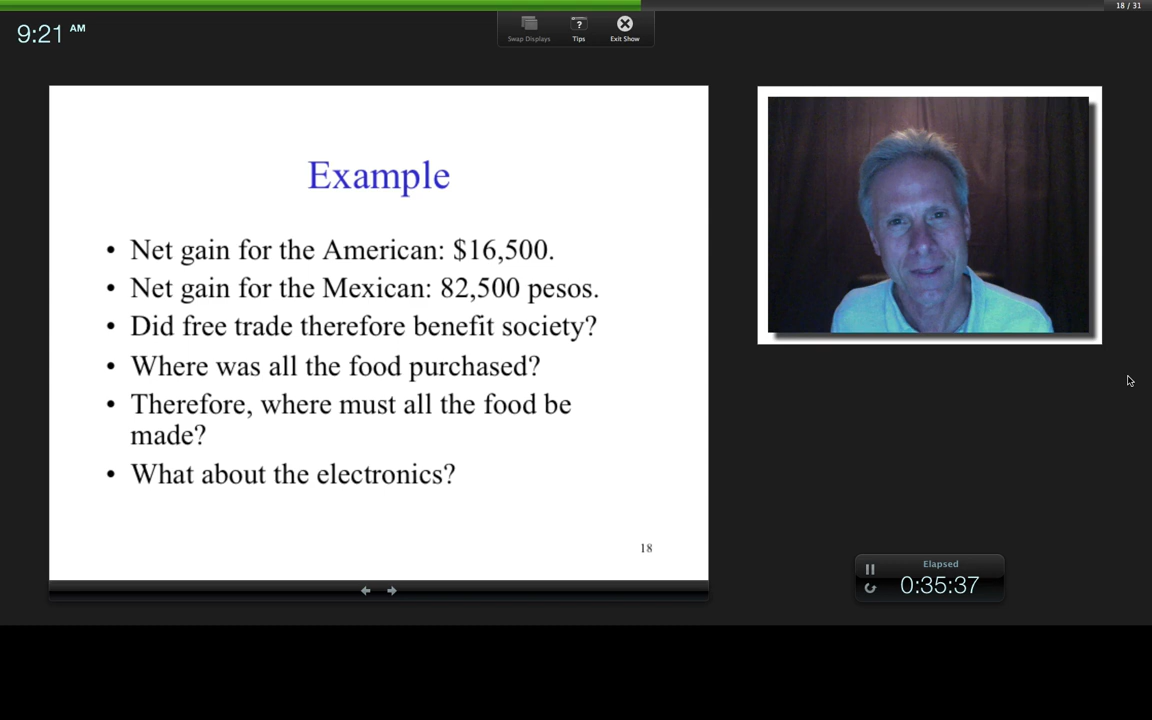 18 / 31
9:21 AM
Swap Displays
?
Tips
Exit Show
Example
• Net gain for the American: $16,500.
• Net gain for the Mexican: 82,500 pesos.
• Did free trade therefore benefit society?
• Where was all the food purchased?
• Therefore, where must all the food be
made?
• What about the electronics?
18
Elapsed
0:35:37